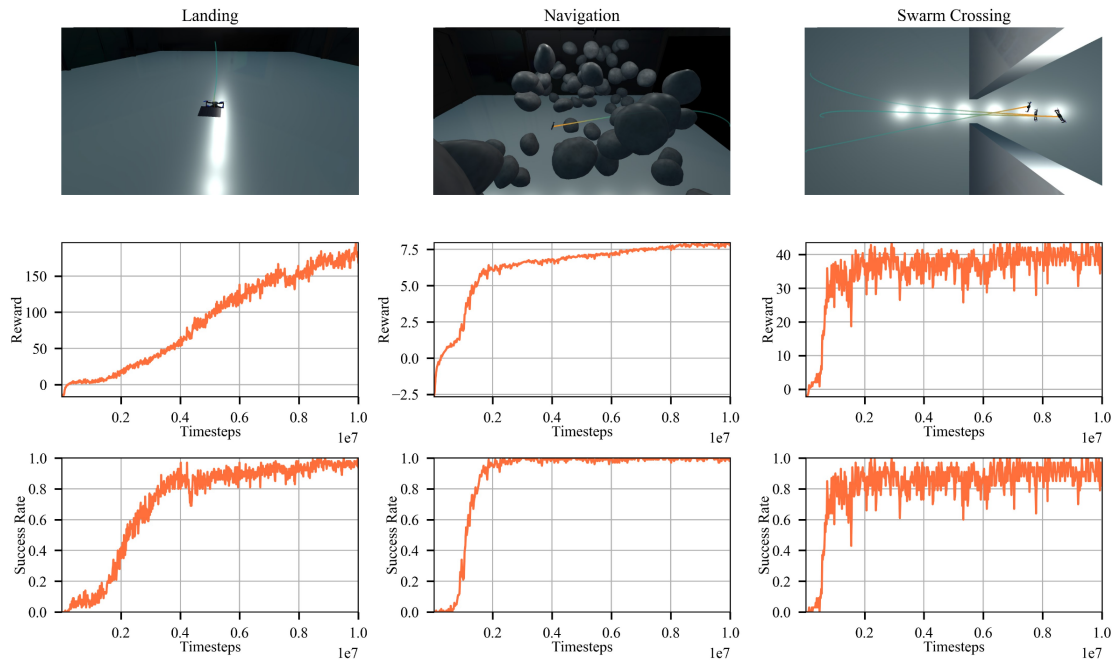 Landing
Navigation
Swarm Crossing
Reward
150
100
50
0
0.2 0.4 0.6 0.8 1.0
Timesteps
1e7
Reward
7.5
5.0
2.5
0.0
−2.5
0.2 0.4 0.6 0.8 1.0
Timesteps
1e7
Reward
40
30
20
10
0
0.2 0.4 0.6 0.8 1.0
Timesteps
1e7
Success Rate
1.0
0.8
0.6
0.4
0.2
0.0
0.2 0.4 0.6 0.8 1.0
Timesteps
1e7
Success Rate
1.0
0.8
0.6
0.4
0.2
0.0
0.2 0.4 0.6 0.8 1.0
Timesteps
1e7
Success Rate
1.0
0.8
0.6
0.4
0.2
0.0
0.2 0.4 0.6 0.8 1.0
Timesteps
1e7